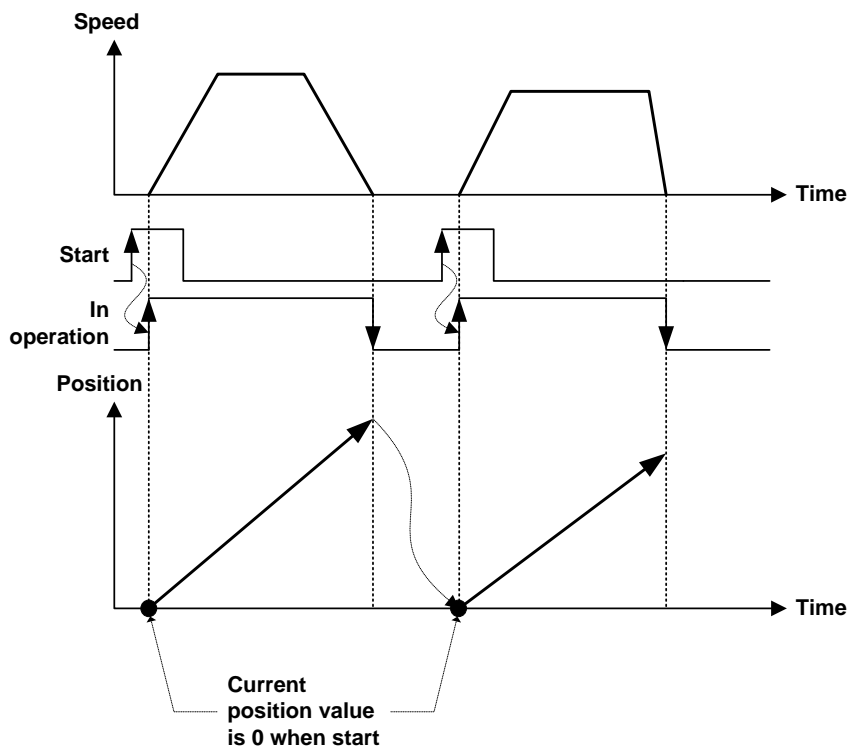 Speed
Time
Start
In
operation
Position
Time
Current
position value
is 0 when start